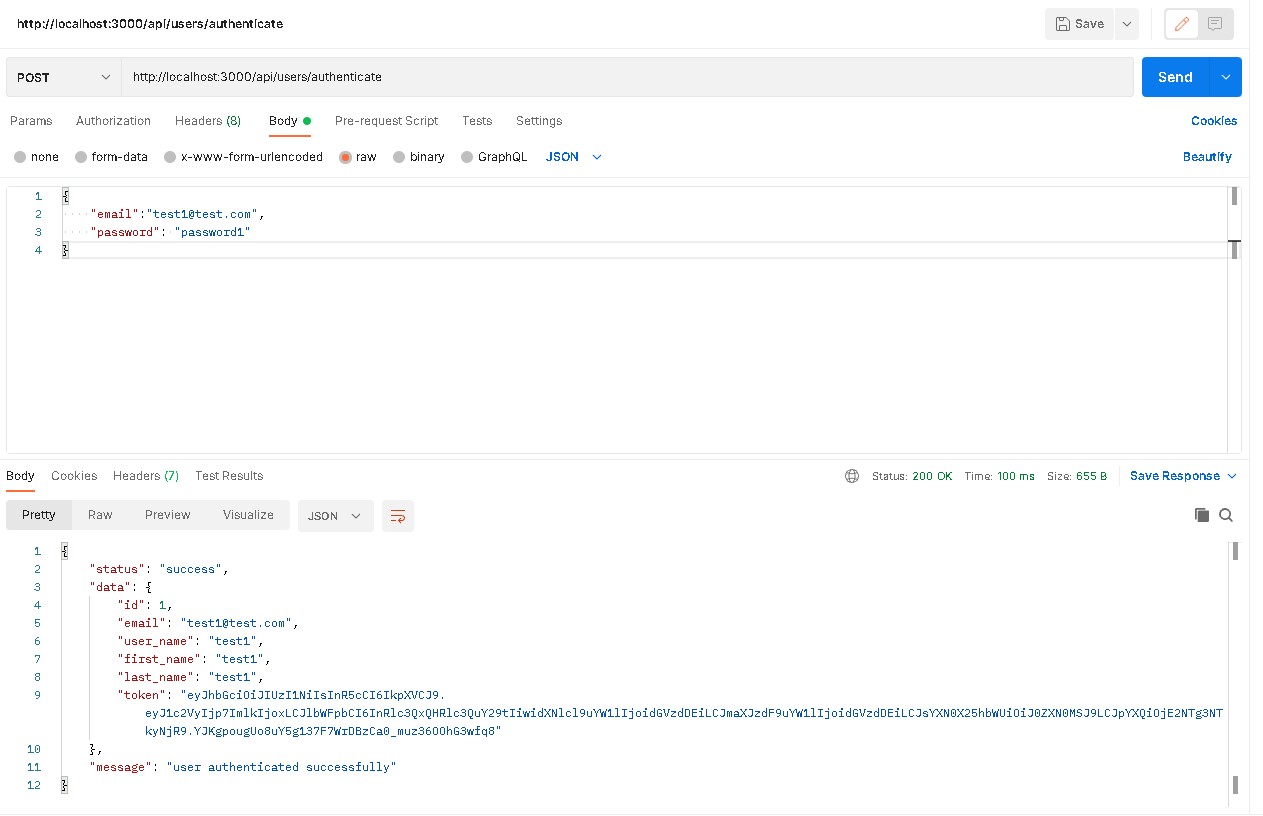 http://localhost:3000/api/users/authenticate
Save
POST
http://localhost:3000/api/users/authenticate
Send
Params Authorization Headers (8) Body Pre-request Script Tests Settings Cookies
none form-data x-www-form-urlencoded raw binary GraphQL JSON Beautify
1 {
2 "email":"test1@test.com",
3 "password": "password1"
4 }
Body Cookies Headers (7) Test Results Status: 200 OK Time: 100 ms Size: 655 B Save Response
Pretty Raw Preview Visualize JSON
1 {
2 "status": "success",
3 "data": {
4 "id": 1,
5 "email": "test1@test.com",
6 "user_name": "test1",
7 "first_name": "test1",
8 "last_name": "test1",
9 "token": "eyJhbGciOiJIUzI1NiIsInR5cCI6IkpXVCJ9.
eyJ1c2VyIjp7ImlkIjoxLCJlbWFpbCI6InRlc3QxQHRlc3QuY29tIiwidXNlcl9uYW1lIjoidGVzdDEiLCJmaXJzdF9uYW1lIjoidGVzdDEiLCJsYXN0X25hbWUiOiJ0ZXN0MSJ9LCJpYXQiOjE2NTg3NT
kyNjR9.YJKgpougUo8uY5g137F7WrDBzCa0_muz36OOhG3wfq8"
10 },
11 "message": "user authenticated successfully"
12 }